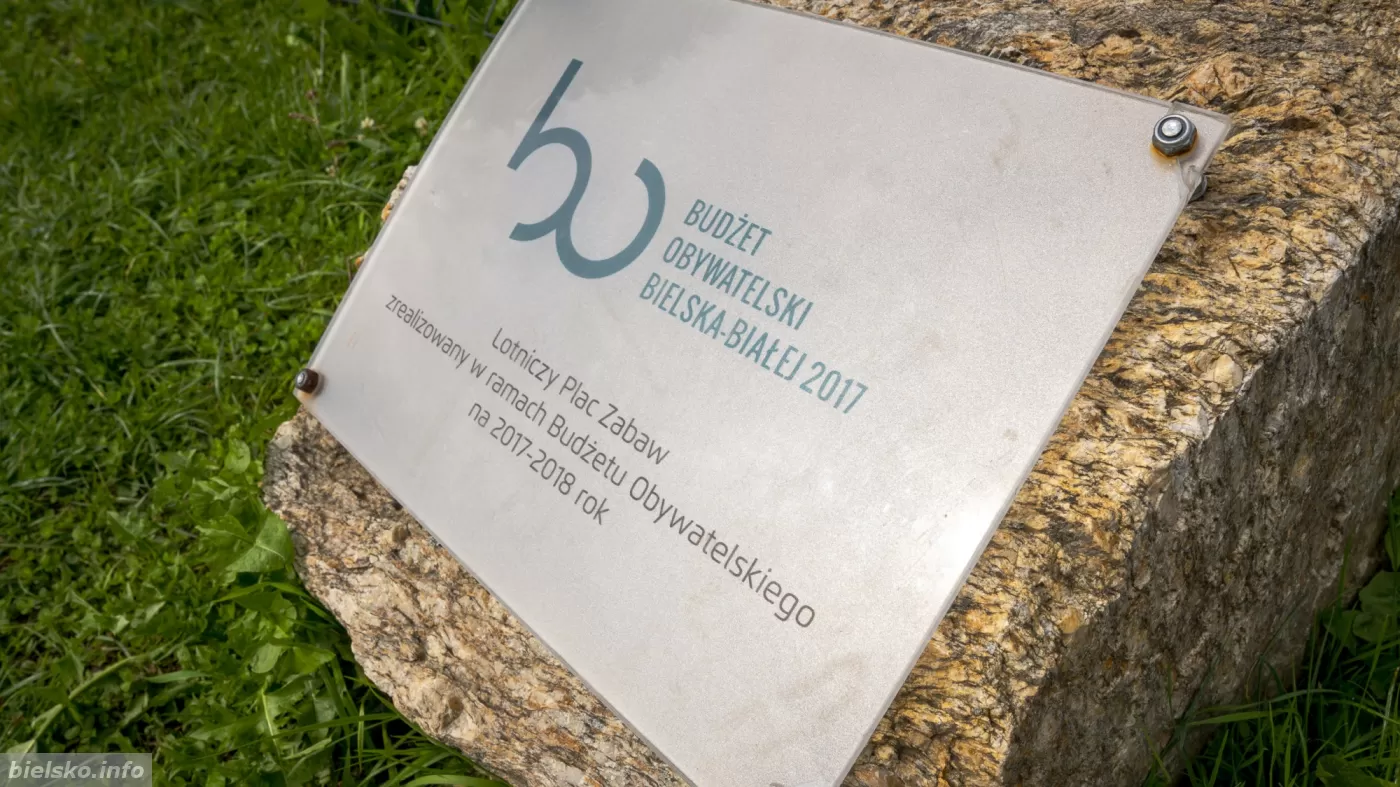 BUDŻET
OBYWATELSKI
BIELSKA-BIAŁEJ 2017
Lotniczy Plac Zabaw
zrealizowany w ramach Budżetu Obywatelskiego
na 2017-2018 rok
bielsko.info